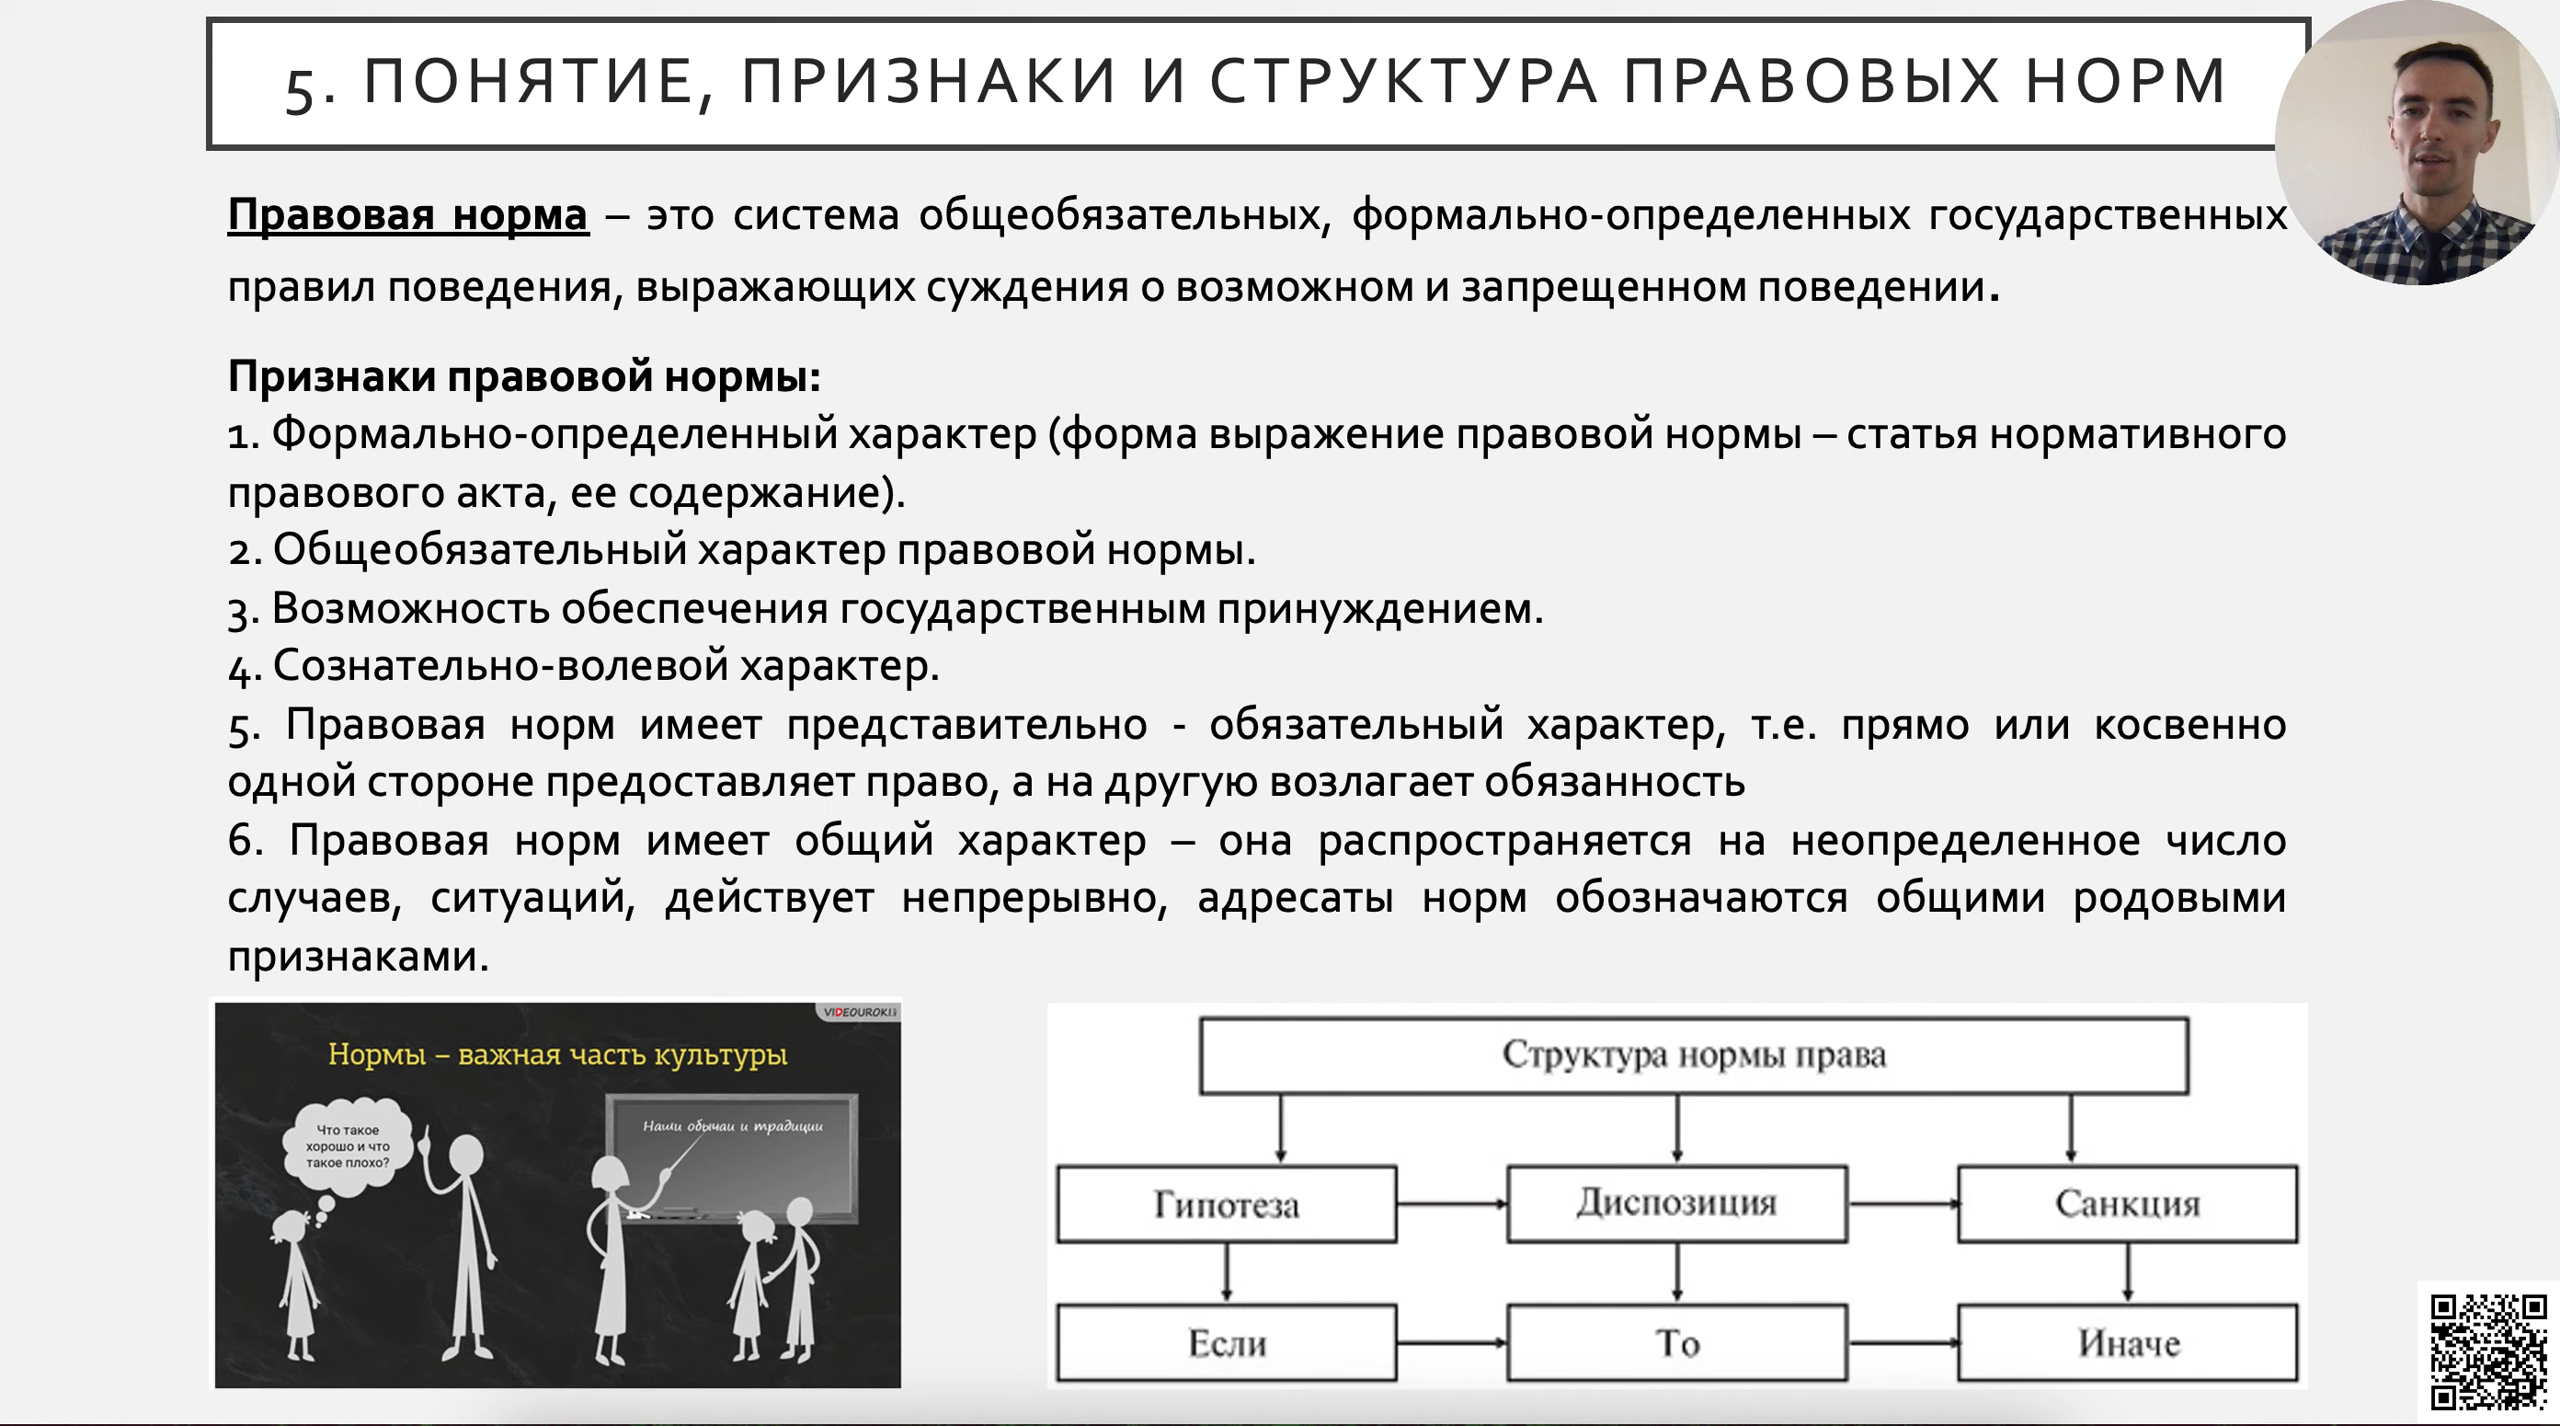 5. ПОНЯТИЕ, ПРИЗНАКИ И СТРУКТУРА ПРАВОВЫХ НОРМ
Правовая норма – это система общеобязательных, формально-определенных государственных
правил поведения, выражающих суждения о возможном и запрещенном поведении.
Признаки правовой нормы:
1. Формально-определенный характер (форма выражение правовой нормы – статья нормативного
правового акта, ее содержание).
2. Общеобязательный характер правовой нормы.
3. Возможность обеспечения государственным принуждением.
4. Сознательно-волевой характер.
5. Правовая норм имеет представительно - обязательный характер, т.е. прямо или косвенно
одной стороне предоставляет право, а на другую возлагает обязанность
6. Правовая норм имеет общий характер – она распространяется на неопределенное число
случаев, ситуаций, действует непрерывно, адресаты норм обозначаются общими родовыми
признаками.
Нормы – важная часть культуры
Что такое
хорошо и что
такое плохо?
Наши обычаи и традиции
Структура нормы права
Гипотеза
Диспозиция
Санкция
Если
То
Иначе